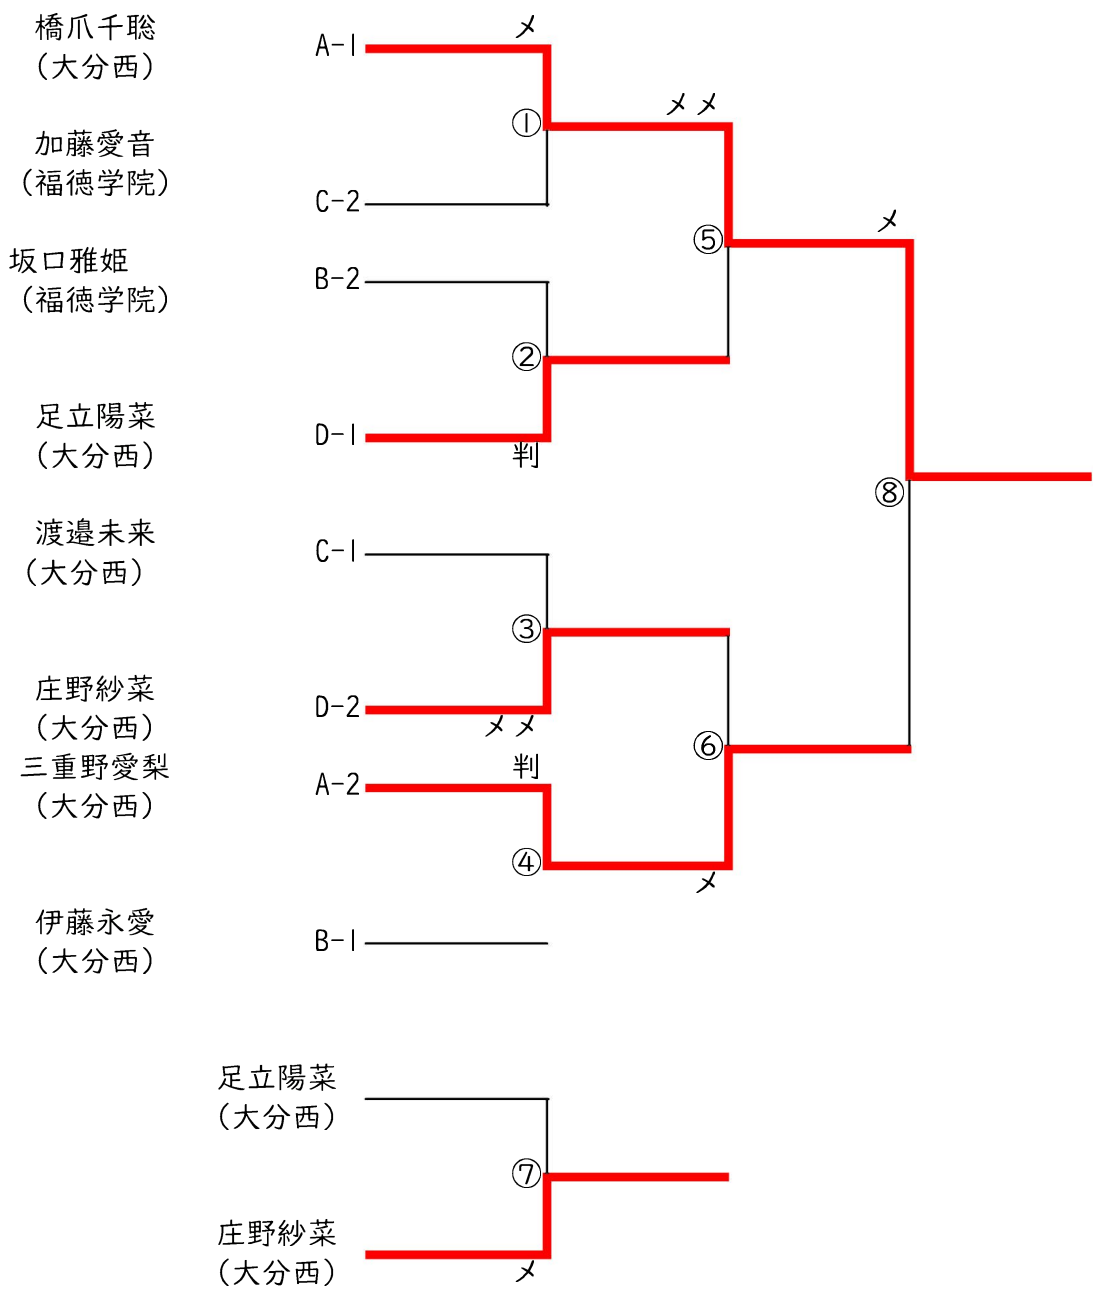 橋爪千聡
（大分西）
A-1
メ
①
メメ
加藤愛音
（福徳学院）
C-2
⑤
メ
坂口雅姫
（福徳学院）
B-2
②
足立陽菜
（大分西）
D-1
判
⑧
渡邉未来
（大分西）
C-1
③
庄野紗菜
（大分西）
D-2
メメ
⑥
三重野愛梨
（大分西）
A-2
判
④
メ
伊藤永愛
（大分西）
B-1
足立陽菜
（大分西）
⑦
庄野紗菜
（大分西）
メ